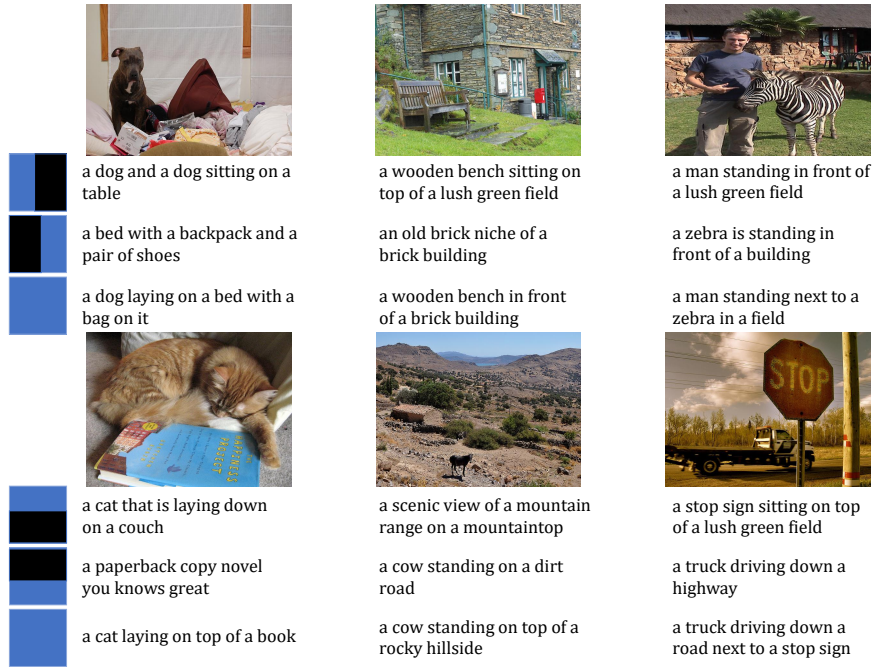 a dog and a dog sitting on a
table
a wooden bench sitting on
top of a lush green field
a man standing in front of
a lush green field
a bed with a backpack and a
pair of shoes
an old brick niche of a
brick building
a zebra is standing in
front of a building
a dog laying on a bed with a
bag on it
a wooden bench in front
of a brick building
a man standing next to a
zebra in a field
THE
HAPPINESS
PROJECT
STOP
a cat that is laying down
on a couch
a scenic view of a mountain
range on a mountaintop
a stop sign sitting on top
of a lush green field
a paperback copy novel
you knows great
a cow standing on a dirt
road
a truck driving down a
highway
a cat laying on top of a book
a cow standing on top of a
rocky hillside
a truck driving down a
road next to a stop sign